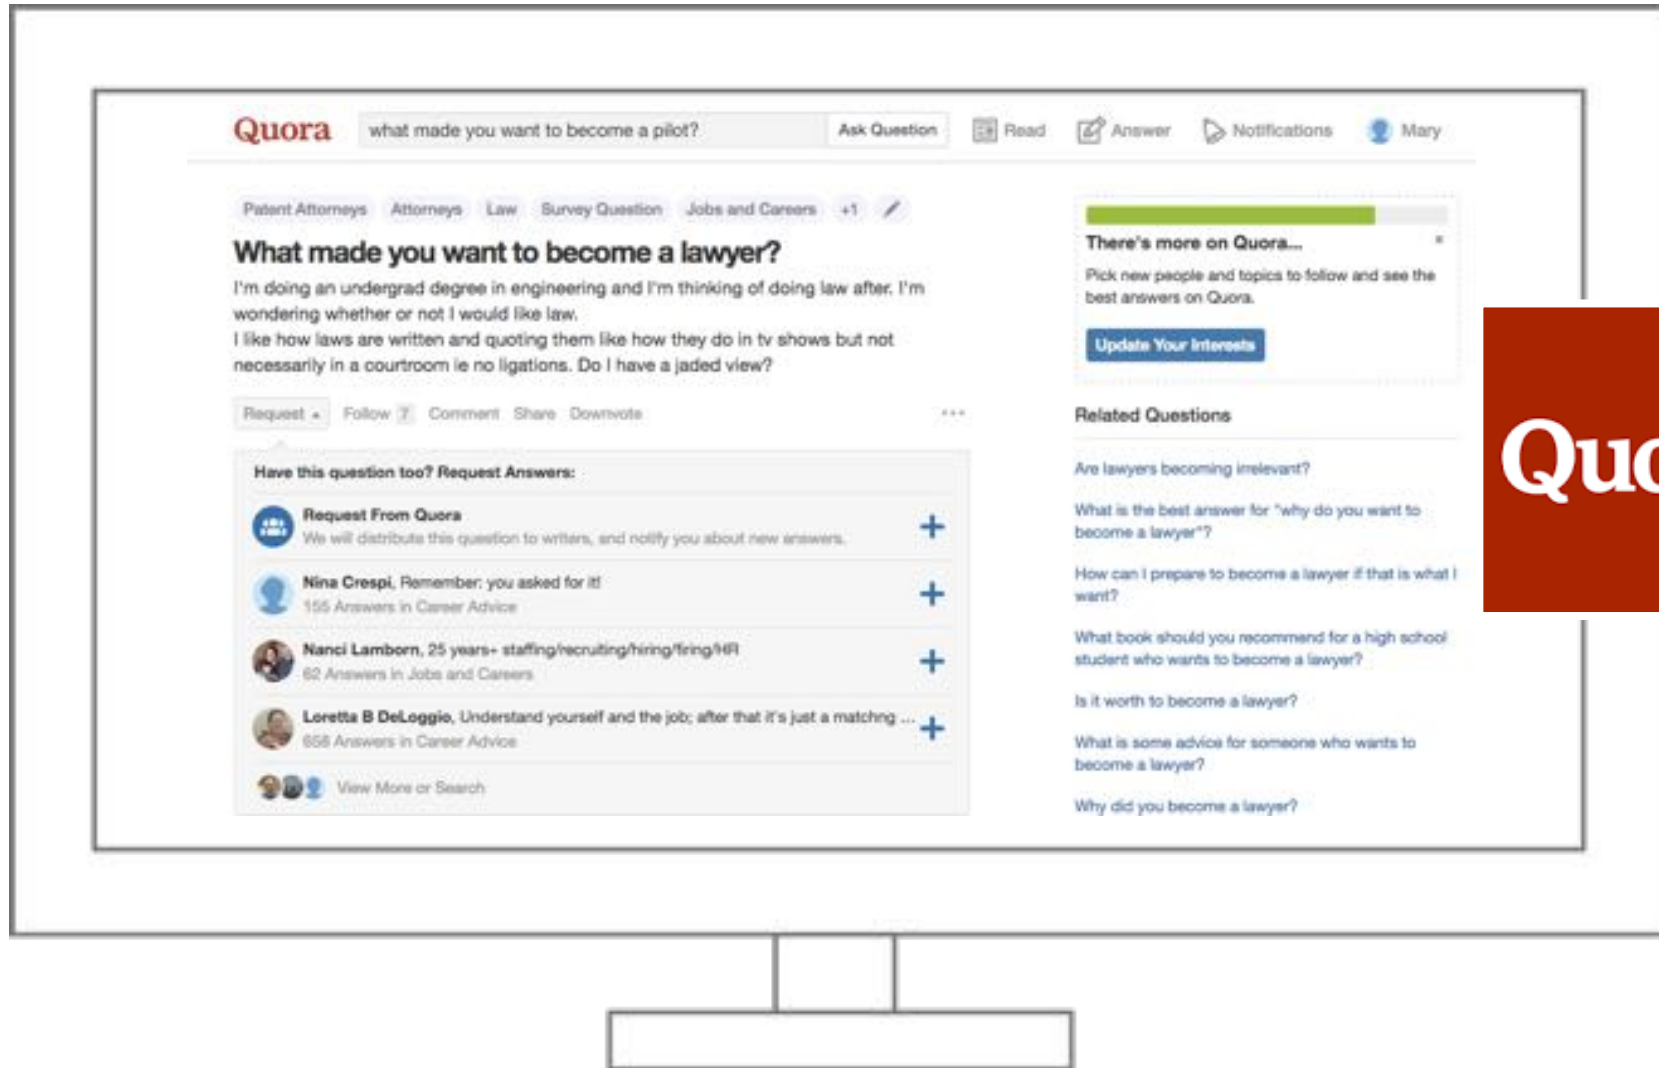 Quora
what made you want to become a pilot?
Ask Question
Read
Answer
Notifications
Mary
Patent Attorneys
Attorneys
Law
Survey Question
Jobs and Careers
+1
What made you want to become a lawyer?
I'm doing an undergrad degree in engineering and I'm thinking of doing law after. I'm
wondering whether or not I would like law.
I like how laws are written and quoting them like how they do in tv shows but not
necessarily in a courtroom ie no ligations. Do I have a jaded view?
Request
Follow 7
Comment
Share
Downvote
Have this question too? Request Answers:
Request From Quora
We will distribute this question to writers, and notify you about new answers.
Nina Crespi, Remember: you asked for it!
155 Answers in Career Advice
Nanci Lamborn, 25 years+ staffing/recruiting/hiring/firing/HR
62 Answers in Jobs and Careers
Loretta B DeLoggio, Understand yourself and the job; after that it's just a matchng ...
658 Answers in Career Advice
View More or Search
There's more on Quora...
Pick new people and topics to follow and see the
best answers on Quora.
Update Your Interests
Related Questions
Are lawyers becoming irrelevant?
What is the best answer for "why do you want to
become a lawyer"?
How can I prepare to become a lawyer if that is what I
want?
What book should you recommend for a high school
student who wants to become a lawyer?
Is it worth to become a lawyer?
What is some advice for someone who wants to
become a lawyer?
Why did you become a lawyer?
Quo